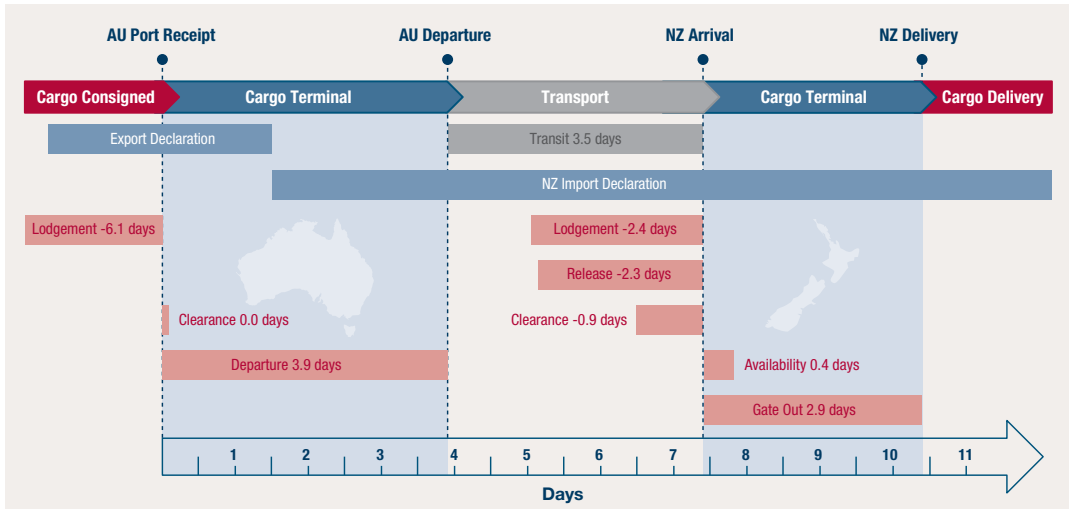 AU Port Receipt AU Departure NZ Arrival NZ Delivery
Cargo Consigned Cargo Terminal Transport Cargo Terminal Cargo Delivery
Export Declaration Transit 3.5 days
NZ Import Declaration
Lodgement -6.1 days Lodgement -2.4 days
Release -2.3 days
Clearance 0.0 days Clearance -0.9 days
Departure 3.9 days Availability 0.4 days
Gate Out 2.9 days
1 2 3 4 5 6 7 8 9 10 11
Days